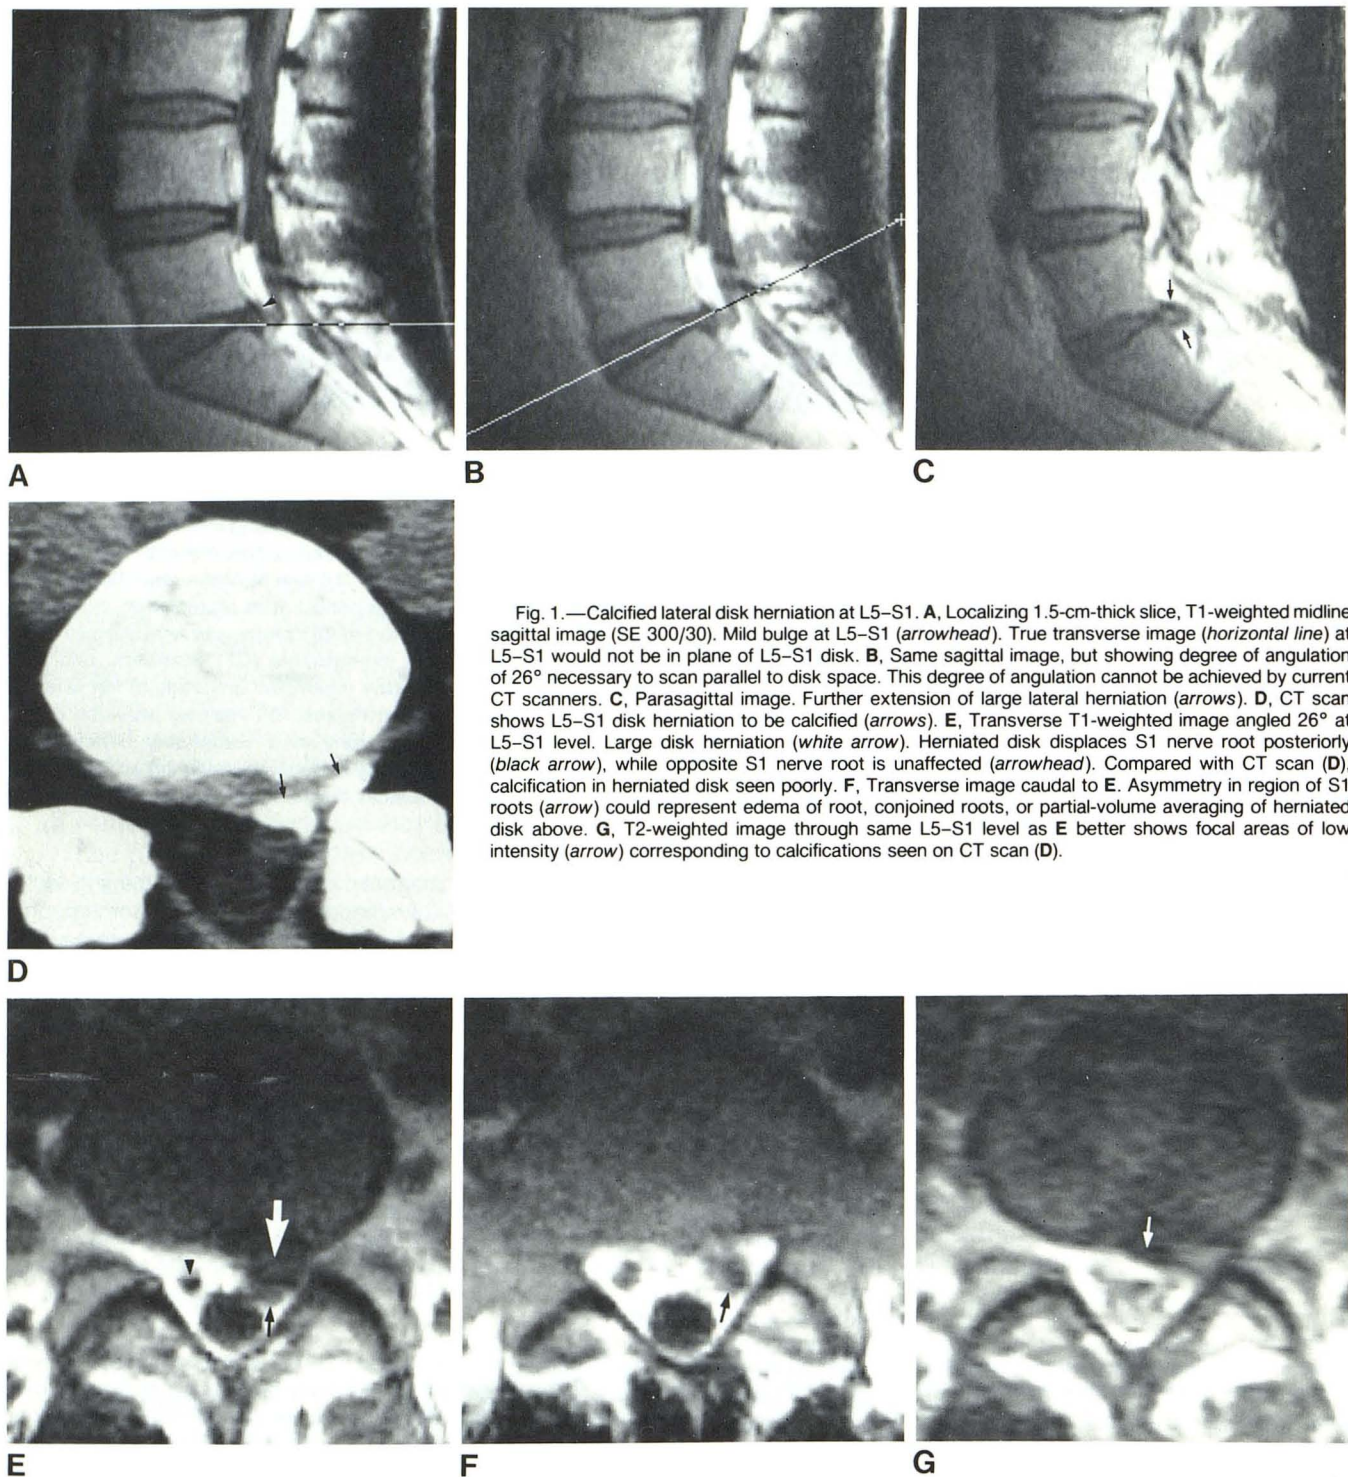 A
B
C
D
Fig. 1.—Calcified lateral disk herniation at L5–S1. A, Localizing 1.5-cm-thick slice, T1-weighted midline
sagittal image (SE 300/30). Mild bulge at L5–S1 (arrowhead). True transverse image (horizontal line) at
L5–S1 would not be in plane of L5–S1 disk. B, Same sagittal image, but showing degree of angulation
of 26° necessary to scan parallel to disk space. This degree of angulation cannot be achieved by current
CT scanners. C, Parasagittal image. Further extension of large lateral herniation (arrows). D, CT scan
shows L5–S1 disk herniation to be calcified (arrows). E, Transverse T1-weighted image angled 26° at
L5–S1 level. Large disk herniation (white arrow). Herniated disk displaces S1 nerve root posteriorly
(black arrow), while opposite S1 nerve root is unaffected (arrowhead). Compared with CT scan (D),
calcification in herniated disk seen poorly. F, Transverse image caudal to E. Asymmetry in region of S1
roots (arrow) could represent edema of root, conjoined roots, or partial-volume averaging of herniated
disk above. G, T2-weighted image through same L5–S1 level as E better shows focal areas of low
intensity (arrow) corresponding to calcifications seen on CT scan (D).
E
F
G